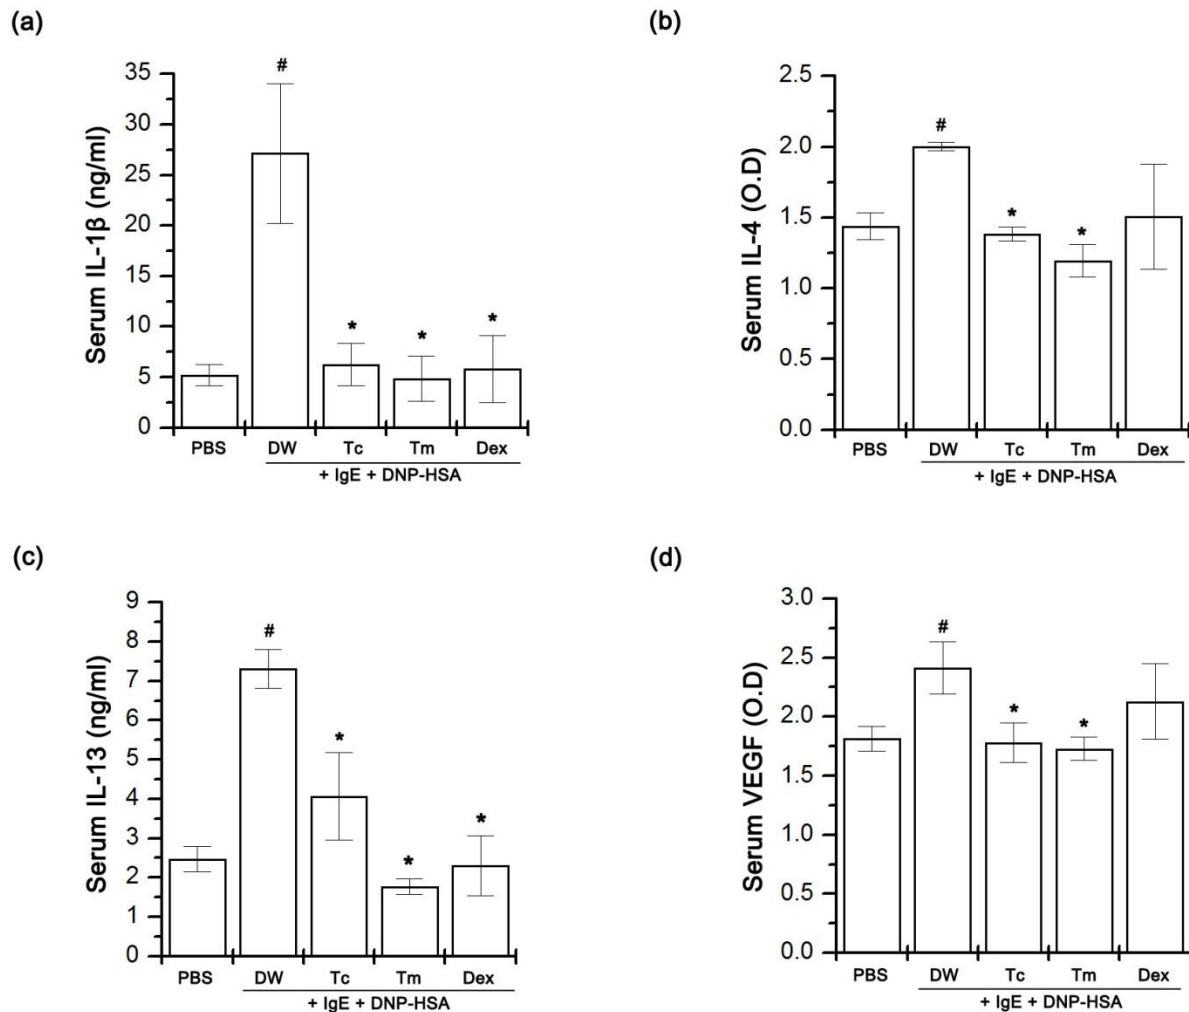 (a)
Serum IL-1β (ng/ml)
35
30
25
20
15
10
5
0
#
*
*
*
PBS DW Tc Tm Dex
+ IgE + DNP-HSA
(b)
Serum IL-4 (O.D)
2.5
2.0
1.5
1.0
0.5
0.0
#
*
*
PBS DW Tc Tm Dex
+ IgE + DNP-HSA
(c)
Serum IL-13 (ng/ml)
9
8
7
6
5
4
3
2
1
0
#
*
*
*
PBS DW Tc Tm Dex
+ IgE + DNP-HSA
(d)
Serum VEGF (O.D)
3.0
2.5
2.0
1.5
1.0
0.5
0.0
#
*
*
PBS DW Tc Tm Dex
+ IgE + DNP-HSA